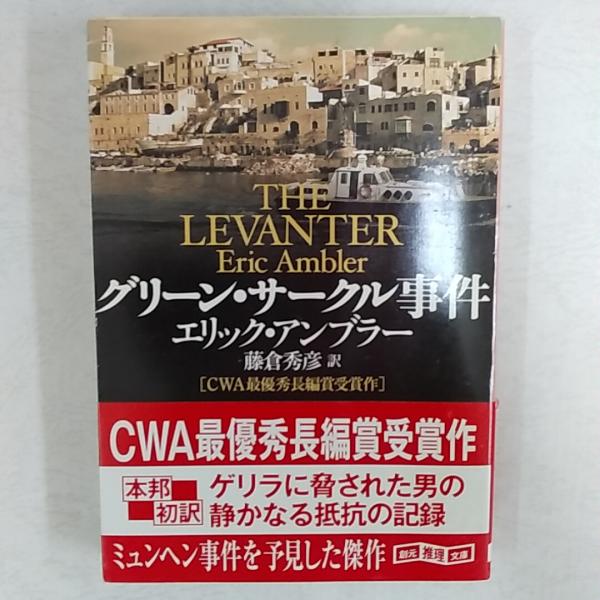 THE
LEVANTER
Eric Ambler
グリーン・サークル事件
エリック・アンブラー
藤倉秀彦 訳
[CWA最優秀長編賞受賞作]
CWA最優秀長編賞受賞作
本邦
初訳
ゲリラに脅された男の
静かなる抵抗の記録
ミュンヘン事件を予見した傑作
創元 推理 文庫